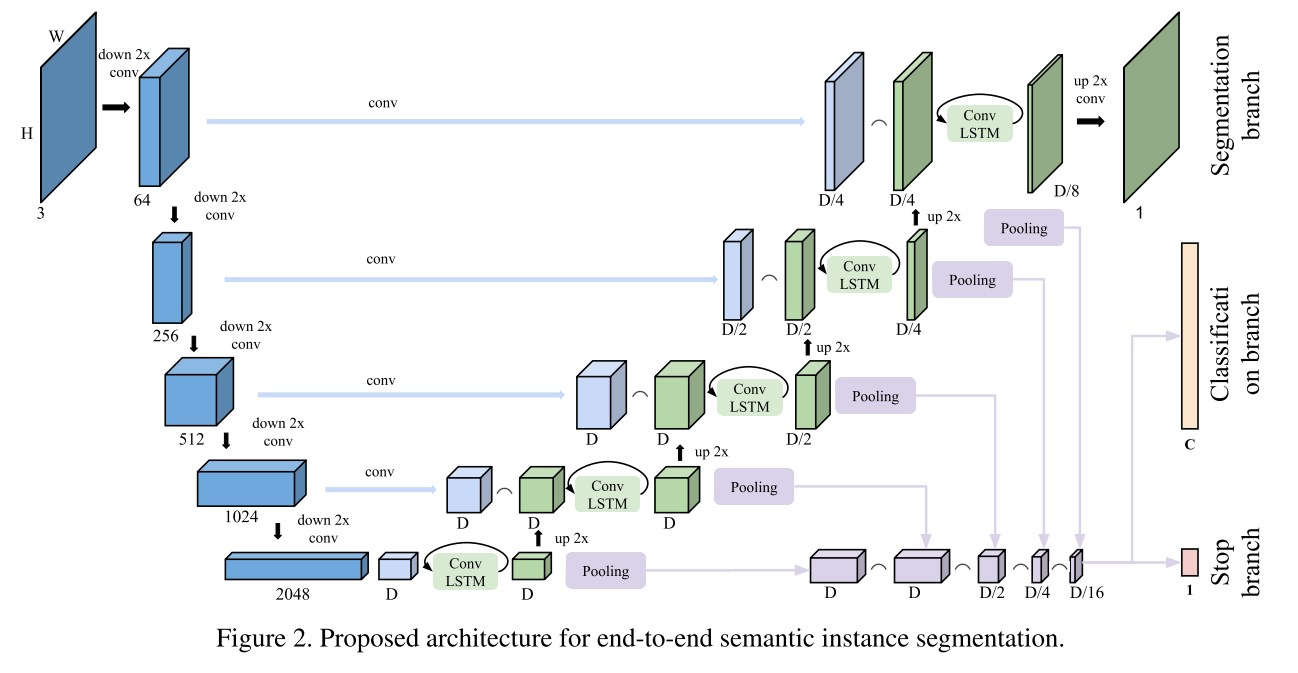 W
down 2x
conv
H
3
64
conv
D/4
D/4
Conv
LSTM
D/8
up 2x
conv
1
Segmentation
branch
down 2x
conv
256
conv
D/2
D/2
Conv
LSTM
D/4
up 2x
Pooling
Pooling
down 2x
conv
512
conv
D
D
Conv
LSTM
D/2
up 2x
Pooling
Classificati
on branch
C
down 2x
conv
1024
conv
D
D
Conv
LSTM
D
up 2x
Pooling
down 2x
conv
2048
D
Conv
LSTM
D
up 2x
Pooling
D
D
D/2
D/4
D/16
1
Stop
branch
Figure 2. Proposed architecture for end-to-end semantic instance segmentation.